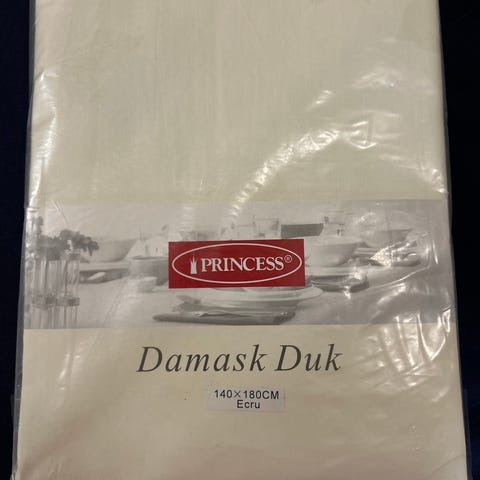 PRINCESS®
Damask Duk
140×180CM
Ecru